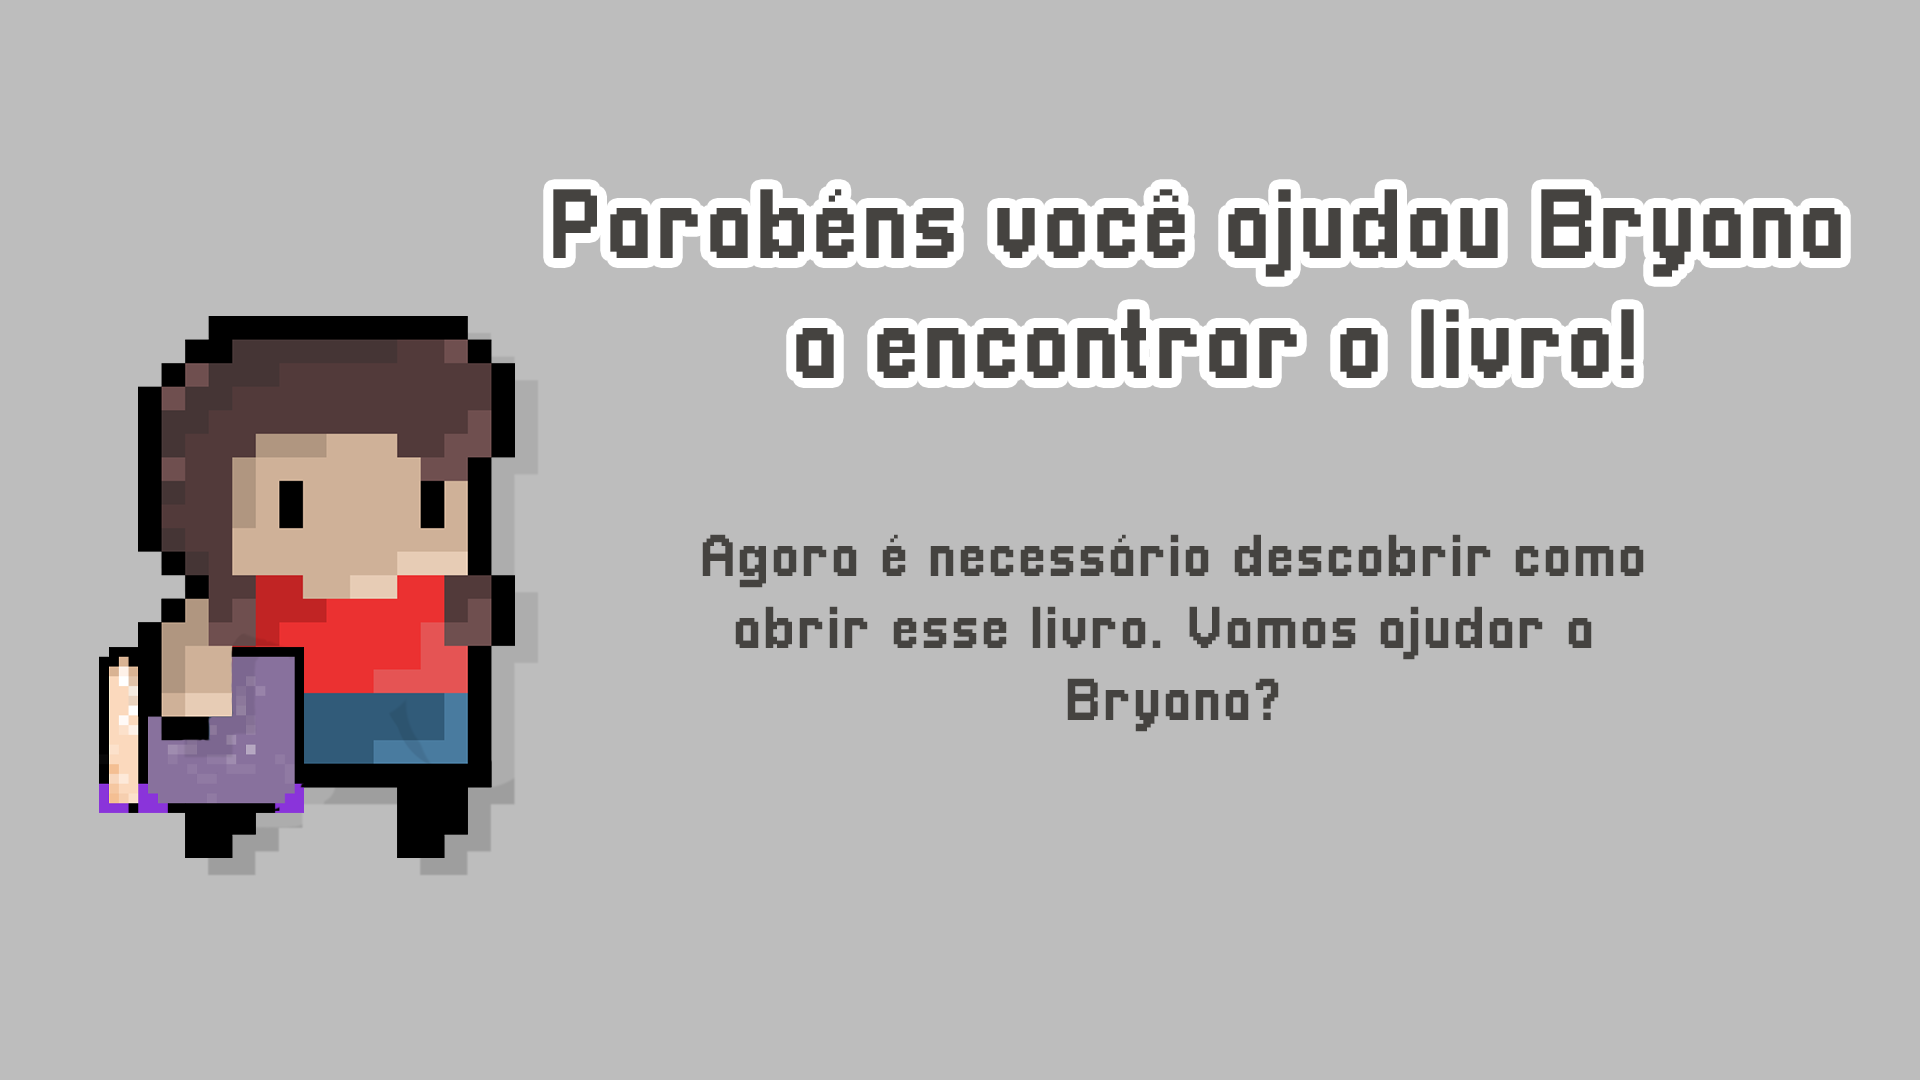 Parabéns você ajudou Bryana
a encontrar o livro!
Agora é necessário descobrir como
abrir esse livro. Vamos ajudar a
Bryana?